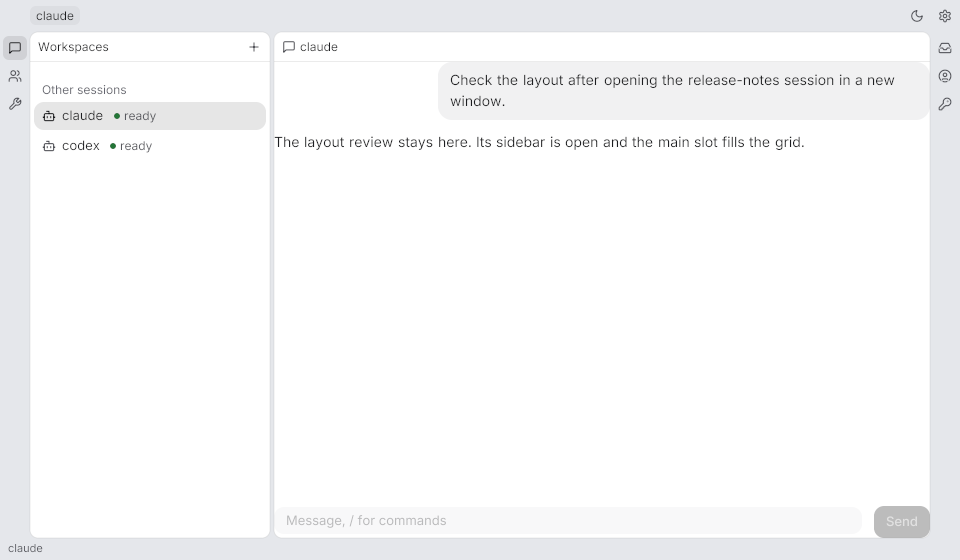 claude
Workspaces
claude
Other sessions
claude ready
codex ready
Check the layout after opening the release-notes session in a new
window.
The layout review stays here. Its sidebar is open and the main slot fills the grid.
Message, / for commands
Send
claude